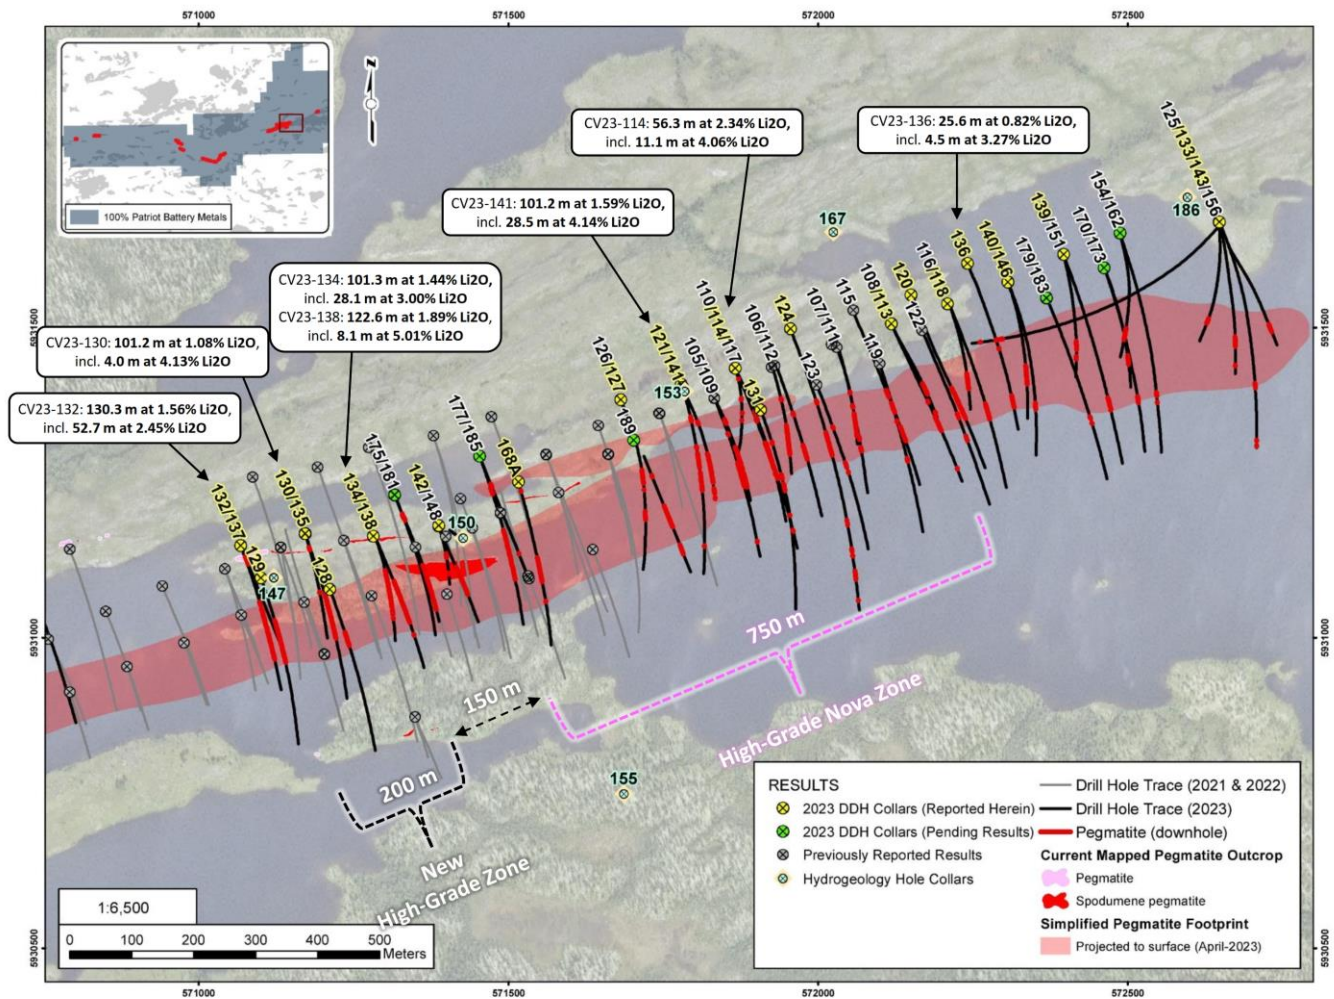 571000
571500
572000
572500
100% Patriot Battery Metals
N
CV23-114: 56.3 m at 2.34% Li2O,
incl. 11.1 m at 4.06% Li2O
CV23-136: 25.6 m at 0.82% Li2O,
incl. 4.5 m at 3.27% Li2O
CV23-141: 101.2 m at 1.59% Li2O,
incl. 28.5 m at 4.14% Li2O
CV23-134: 101.3 m at 1.44% Li2O,
incl. 28.1 m at 3.00% Li2O
CV23-138: 122.6 m at 1.89% Li2O,
incl. 8.1 m at 5.01% Li2O
CV23-130: 101.2 m at 1.08% Li2O,
incl. 4.0 m at 4.13% Li2O
CV23-132: 130.3 m at 1.56% Li2O,
incl. 52.7 m at 2.45% Li2O
125/133/143/156
186
154/162
170/173
139/151
179/183
140/146
136
167
116/118
120
122
108/113
115
119
107/111
123
124
106/112
110/114/117
131
105/109
121/141
153
126/127
189
168A
177/185
142/148
150
175/181
134/138
130/135
128
132/137
129
147
155
5931500
5931500
5931000
5931000
5930500
5930500
750 m
High-Grade Nova Zone
150 m
200 m
New
High-Grade Zone
RESULTS
2023 DDH Collars (Reported Herein)
2023 DDH Collars (Pending Results)
Previously Reported Results
Hydrogeology Hole Collars
Drill Hole Trace (2021 & 2022)
Drill Hole Trace (2023)
Pegmatite (downhole)
Current Mapped Pegmatite Outcrop
Pegmatite
Spodumene pegmatite
Simplified Pegmatite Footprint
Projected to surface (April-2023)
1:6,500
0 100 200 300 400 500
Meters
571000
571500
572000
572500